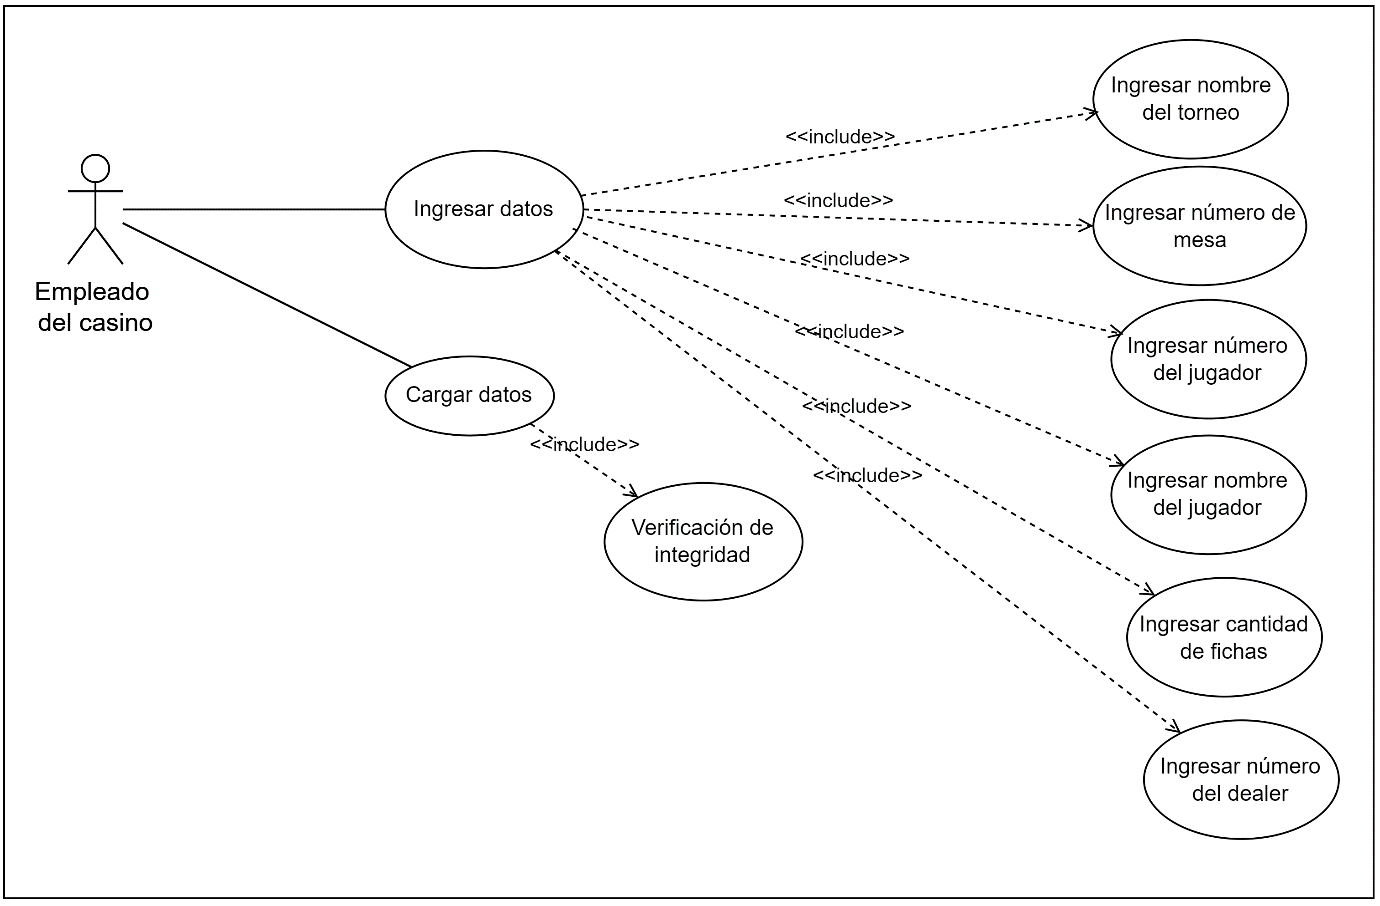 Ingresar nombre
del torneo
<<include>>
Ingresar datos
<<include>>
Ingresar número de
mesa
<<include>>
Empleado
del casino
<<include>>
Ingresar número
del jugador
Cargar datos
<<include>>
<<include>>
<<include>>
Ingresar nombre
del jugador
Verificación de
integridad
Ingresar cantidad
de fichas
Ingresar número
del dealer